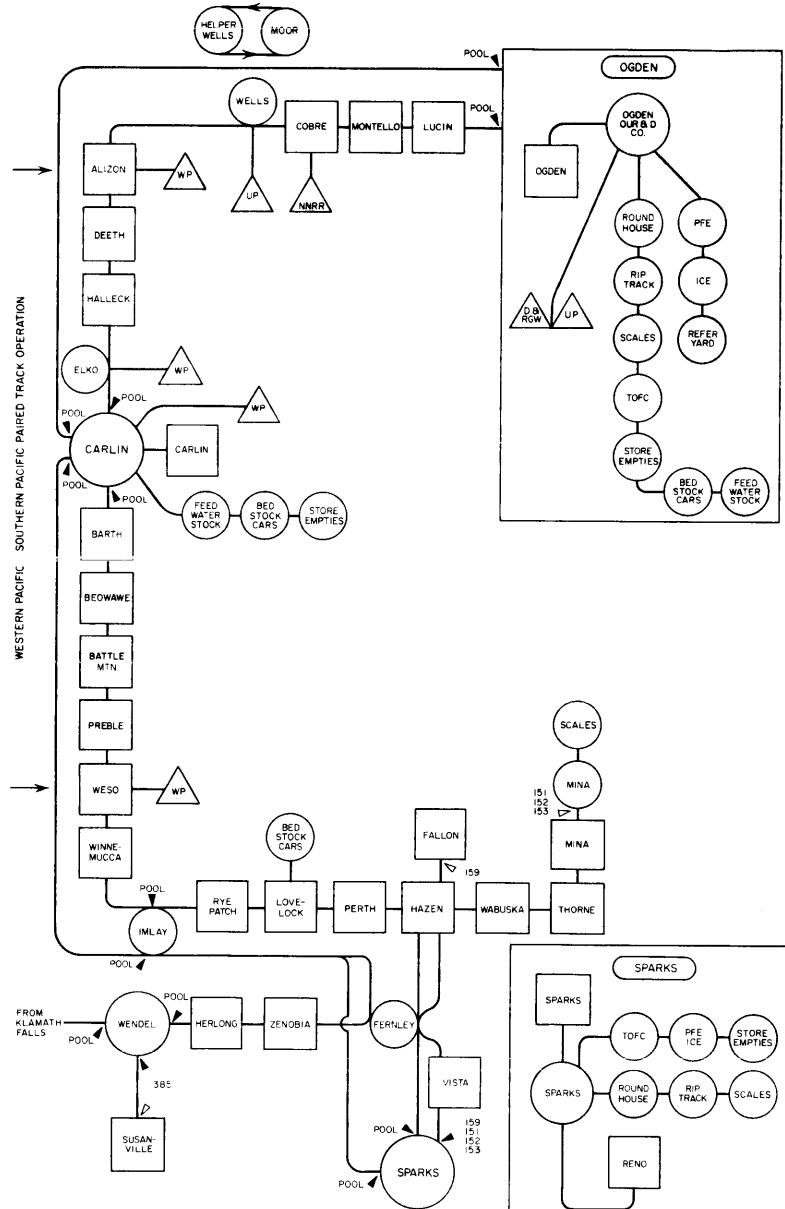 HELPER
WELLS
MOOR
POOL
OGDEN
POOL
WELLS
COBRE
MONTELLO
LUCIN
OGDEN
OUR & D
CO.
OGDEN
ALIZON
WP
UP
NNRR
DEETH
ROUND
HOUSE
PFE
HALLECK
RIP
TRACK
ICE
D &
RGW
UP
SCALES
REFER
YARD
ELKO
WP
POOL
POOL
TOFC
WP
CARLIN
CARLIN
STORE
EMPTIES
POOL
POOL
BED
STOCK
CARS
FEED
WATER
STOCK
FEED
WATER
STOCK
BED
STOCK
CARS
STORE
EMPTIES
BARTH
WESTERN PACIFIC SOUTHERN PACIFIC PAIRED TRACK OPERATION
BEOWAWE
BATTLE
MTN.
PREBLE
SCALES
WESO
WP
151
152
153
MINA
WINNE-
MUCCA
BED
STOCK
CARS
FALLON
159
MINA
POOL
RYE
PATCH
LOVE-
LOCK
PERTH
HAZEN
WABUSKA
THORNE
IMLAY
POOL
SPARKS
FROM
KLAMATH
FALLS
POOL
WENDEL
POOL
HERLONG
ZENOBIA
FERNLEY
SPARKS
TOFC
PFE
ICE
STORE
EMPTIES
385
VISTA
SPARKS
ROUND
HOUSE
RIP
TRACK
SCALES
SUSAN-
VILLE
POOL
159
151
152
153
SPARKS
POOL
RENO